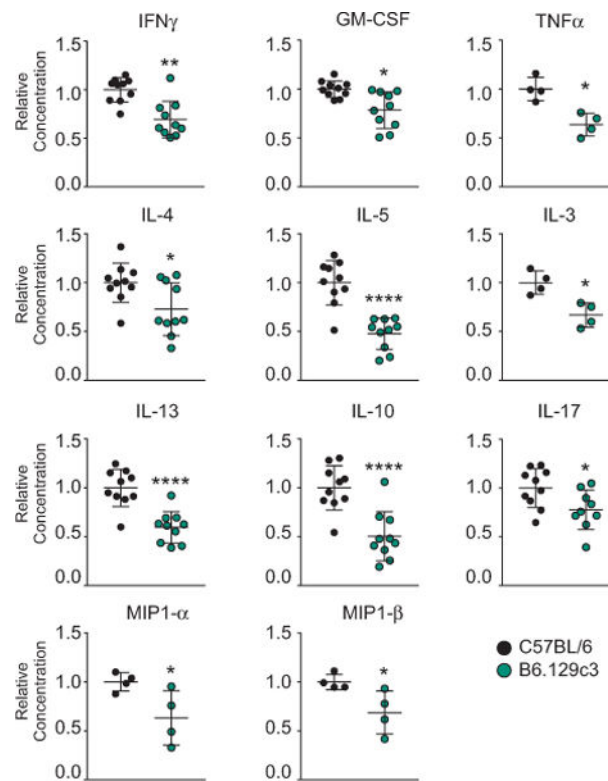 IFNγ
GM-CSF
TNFα
Relative
Concentration
1.5
1.0
0.5
0.0
**
1.5
1.0
0.5
0.0
*
1.5
1.0
0.5
0.0
*
IL-4
IL-5
IL-3
Relative
Concentration
1.5
1.0
0.5
0.0
*
1.5
1.0
0.5
0.0
****
1.5
1.0
0.5
0.0
*
IL-13
IL-10
IL-17
Relative
Concentration
1.5
1.0
0.5
0.0
****
1.5
1.0
0.5
0.0
****
1.5
1.0
0.5
0.0
*
MIP1-α
MIP1-β
Relative
Concentration
1.5
1.0
0.5
0.0
*
1.5
1.0
0.5
0.0
*
C57BL/6
B6.129c3